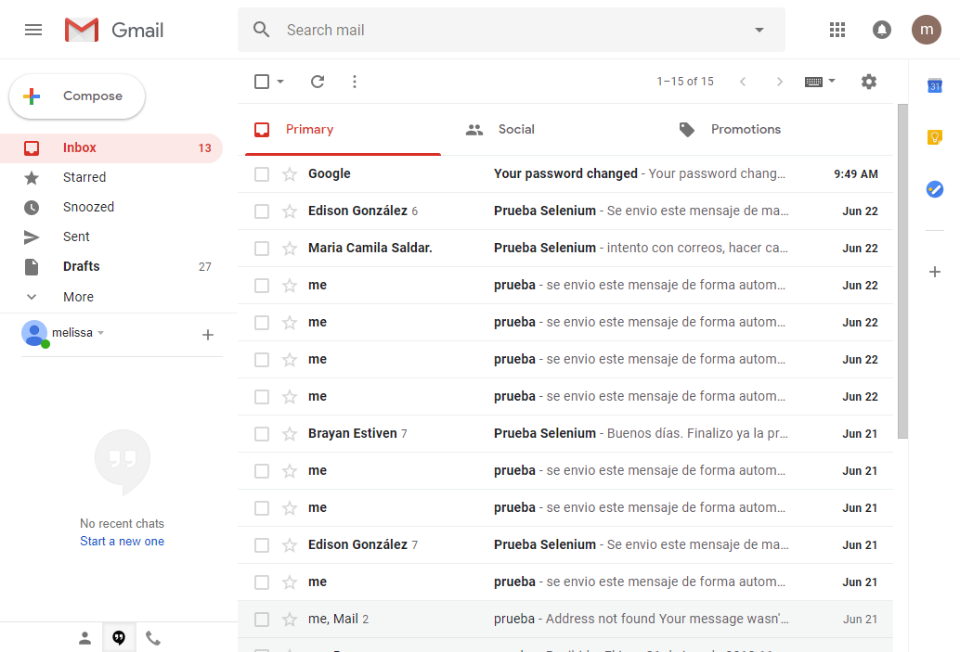 Gmail
Search mail
m
Compose
1–15 of 15
31
Primary
Social
Promotions
Inbox 13
Starred
Snoozed
Sent
Drafts 27
More
melissa
No recent chats
Start a new one
Google Your password changed - Your password chang… 9:49 AM
Edison González 6 Prueba Selenium - Se envio este mensaje de ma… Jun 22
Maria Camila Saldar. Prueba Selenium - intento con correos, hacer ca… Jun 22
me prueba - se envio este mensaje de forma autom… Jun 22
me prueba - se envio este mensaje de forma autom… Jun 22
me prueba - se envio este mensaje de forma autom… Jun 22
me prueba - se envio este mensaje de forma autom… Jun 22
Brayan Estiven 7 Prueba Selenium - Buenos días. Finalizo ya la pr… Jun 21
me prueba - se envio este mensaje de forma autom… Jun 21
me prueba - se envio este mensaje de forma autom… Jun 21
Edison González 7 Prueba Selenium - Se envio este mensaje de ma… Jun 21
me prueba - se envio este mensaje de forma autom… Jun 21
me, Mail 2 prueba - Address not found Your message wasn'… Jun 21